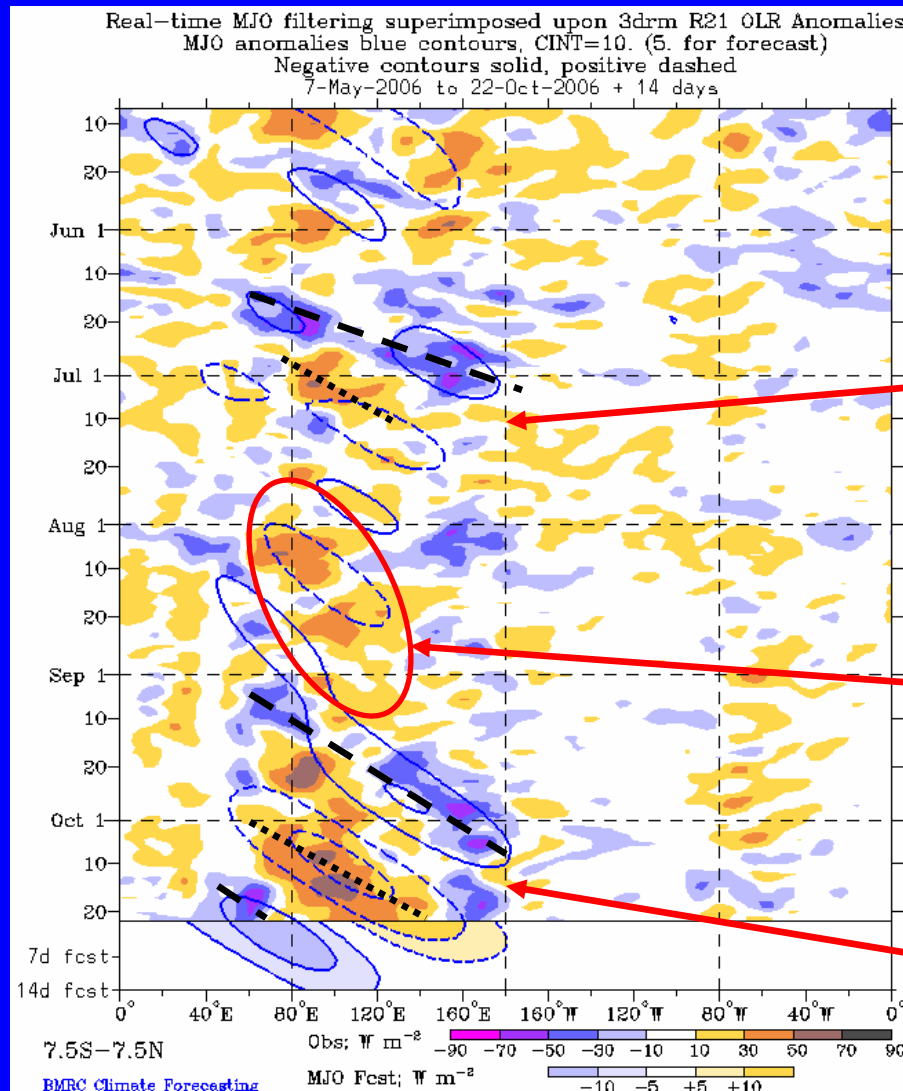 Real-time MJO filtering superimposed upon 3drm R21 OLR Anomalies
MJO anomalies blue contours, CINT=10. (5. for forecast)
Negative contours solid, positive dashed
7-May-2006 to 22-Oct-2006 + 14 days
10
20
Jun 1
10
20
Jul 1
10
20
Aug 1
10
20
Sep 1
10
20
Oct 1
10
20
7d fcst
14d fcst
0° 40° E 80° E 120° E 160° E 160° W 120° W 80° W 40° W 0°
7.5S-7.5N
Obs; W m-2
-90 -70 -50 -30 -10 10 30 50 70 90
BMRC Climate Forecasting
MJO Fcst; W m-2
-10 -5 +5 +10